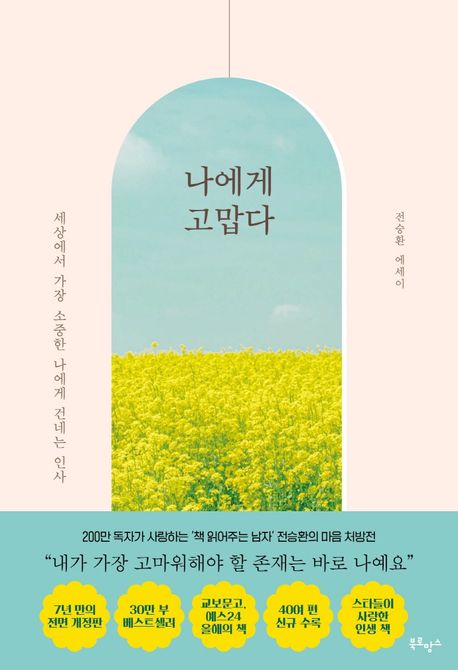 나에게
고맙다
세상에서 가장 소중한 나에게 건네는 인사
전승환 에세이
200만 독자가 사랑하는 '책 읽어주는 남자' 전승환의 마음 처방전
“내가 가장 고마워해야 할 존재는 바로 나예요”
7년 만의
전면 개정판
30만 부
베스트셀러
교보문고,
예스24
올해의 책
40여 편
신규 수록
스타들이
사랑한
인생 책
북로망스